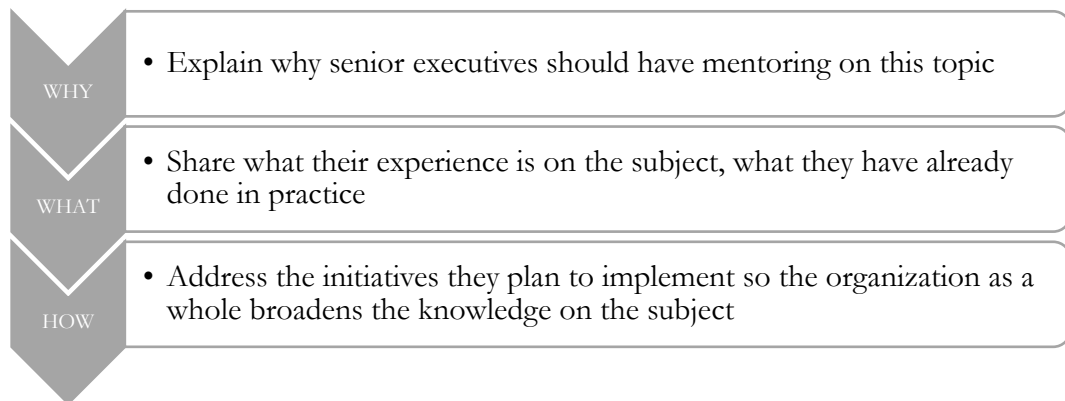 WHY
• Explain why senior executives should have mentoring on this topic
WHAT
• Share what their experience is on the subject, what they have already
done in practice
HOW
• Address the initiatives they plan to implement so the organization as a
whole broadens the knowledge on the subject